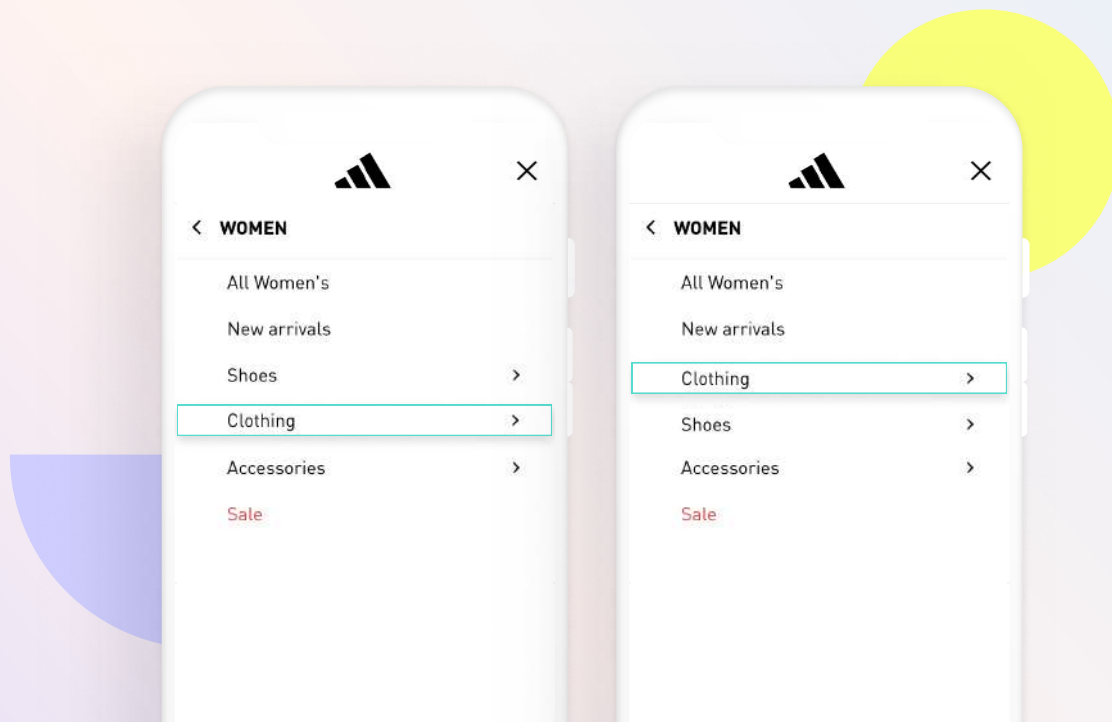 WOMEN
All Women's
New arrivals
Shoes
Clothing
Accessories
Sale
WOMEN
All Women's
New arrivals
Clothing
Shoes
Accessories
Sale